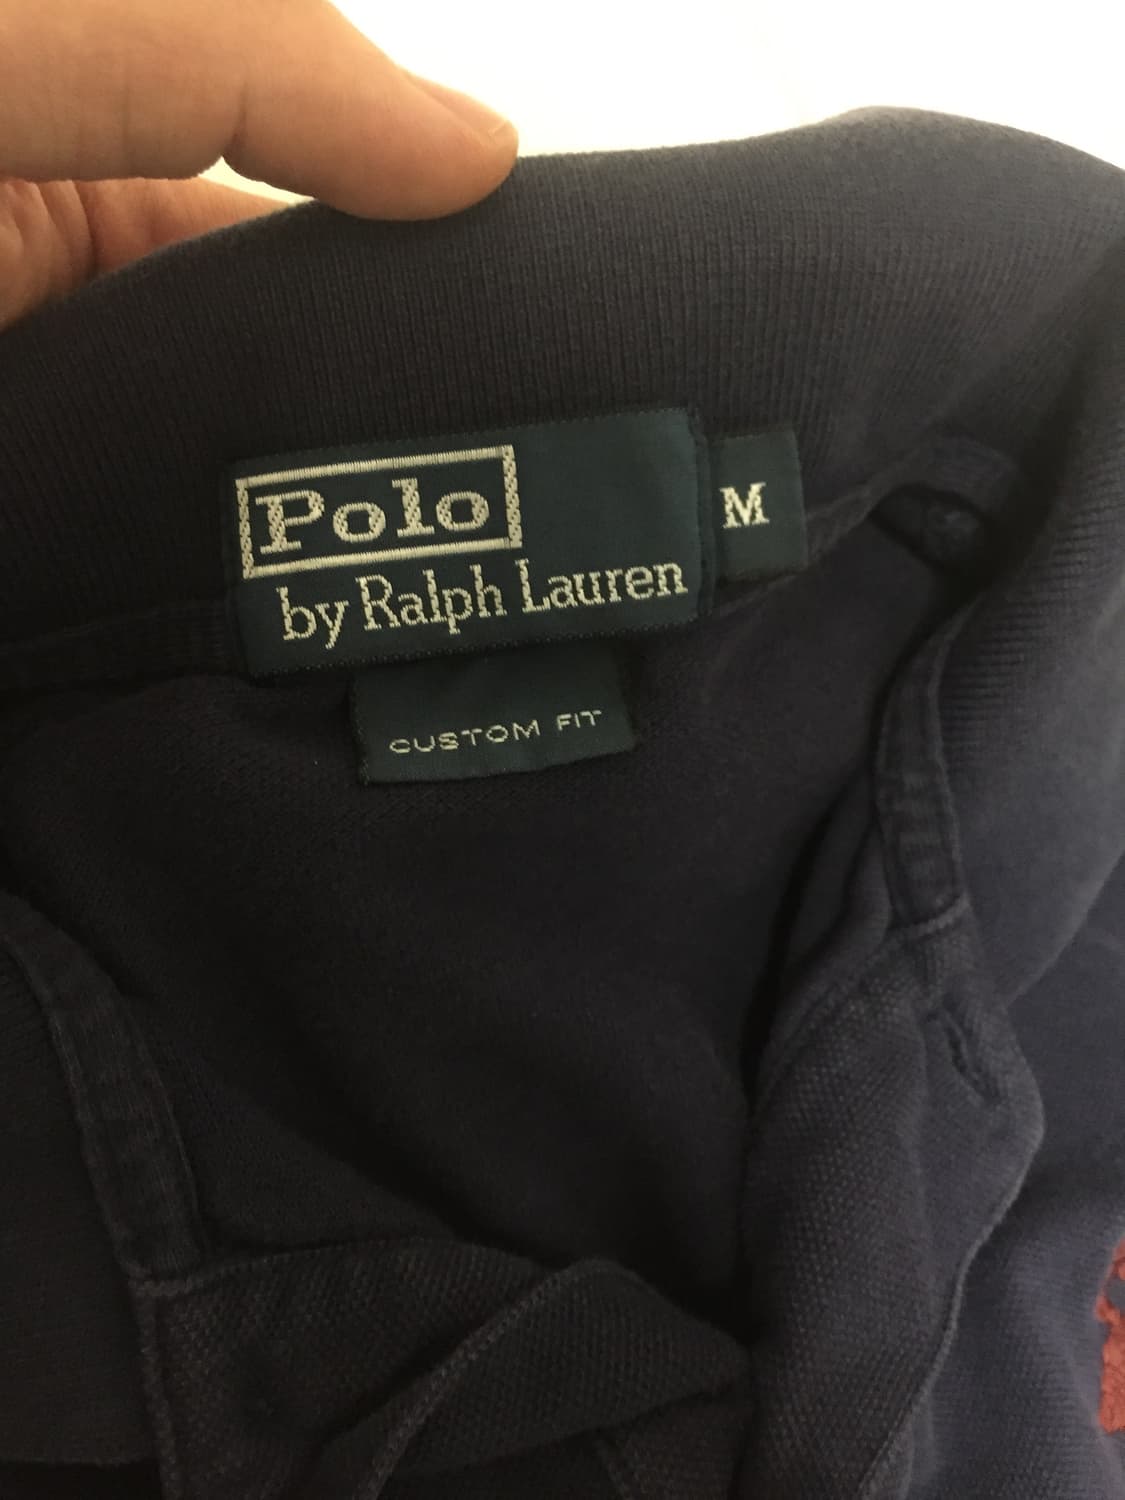 Polo
by Ralph Lauren
M
CUSTOM FIT